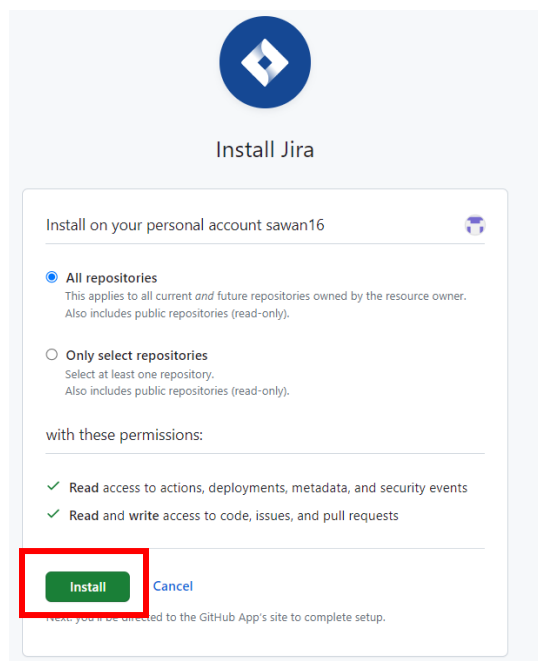 Install Jira
Install on your personal account sawan16
All repositories
This applies to all current and future repositories owned by the resource owner.
Also includes public repositories (read-only).
Only select repositories
Select at least one repository.
Also includes public repositories (read-only).
with these permissions:
Read access to actions, deployments, metadata, and security events
Read and write access to code, issues, and pull requests
Install Cancel
Next: you'll be directed to the GitHub App's site to complete setup.